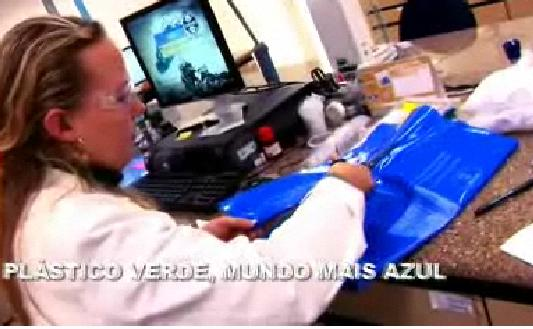 PLÁSTICO VERDE, MUNDO MAIS AZUL